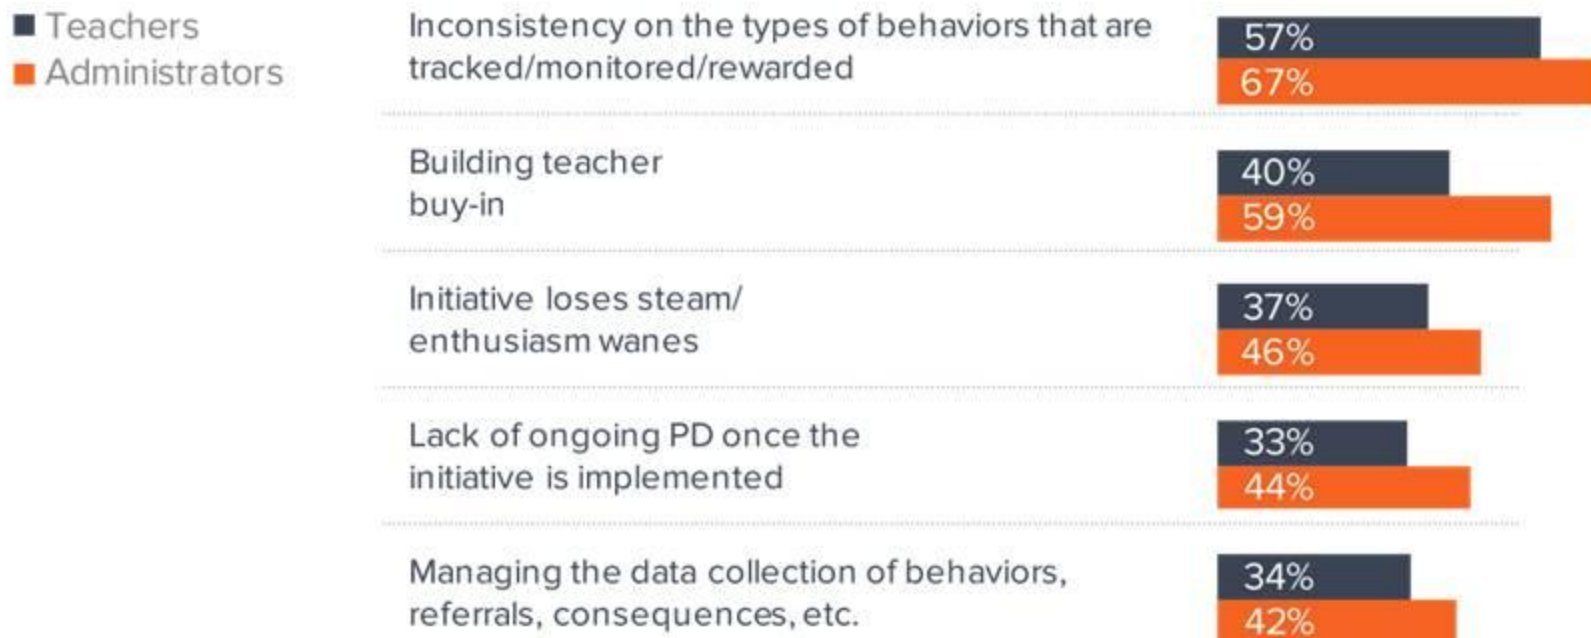 Teachers
Administrators
Inconsistency on the types of behaviors that are
tracked/monitored/rewarded
57%
67%
Building teacher
buy-in
40%
59%
Initiative loses steam/
enthusiasm wanes
37%
46%
Lack of ongoing PD once the
initiative is implemented
33%
44%
Managing the data collection of behaviors,
referrals, consequences, etc.
34%
42%